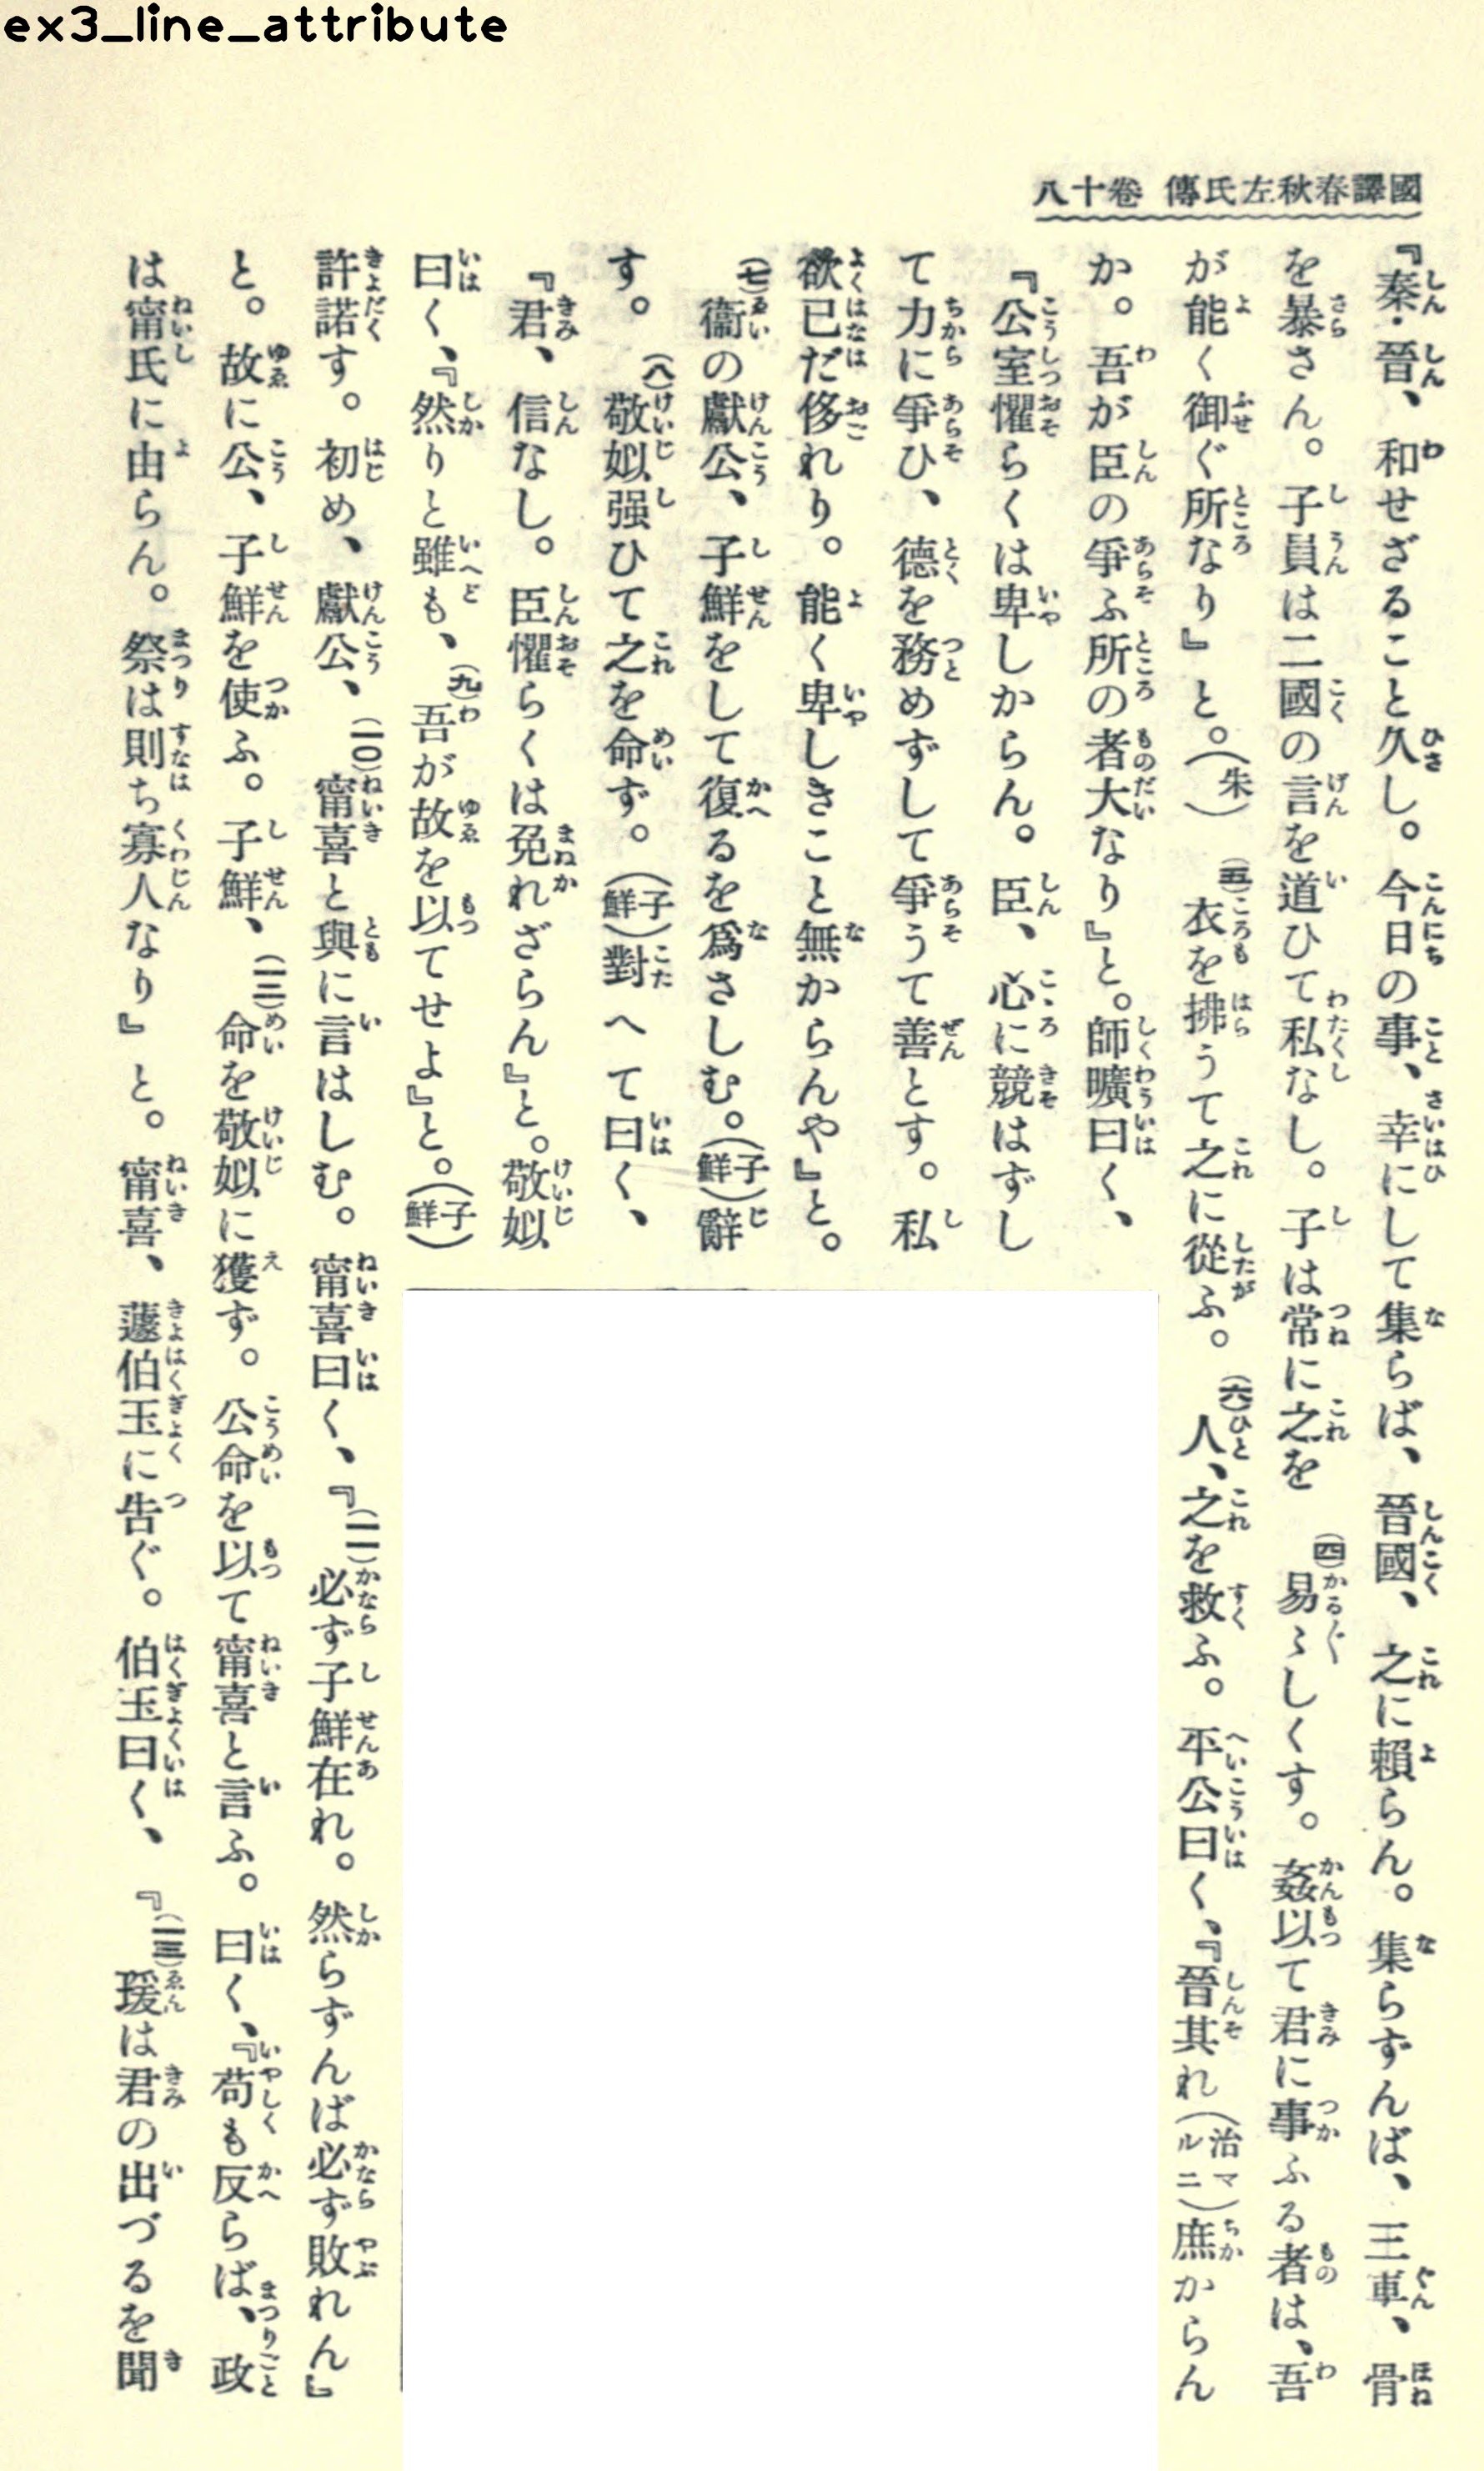 ex3_line_attribute
國譯春秋左氏傳 卷十八
『秦・晉、和せざること久し。今日の事、幸にして集らば、晉國、之に賴らん。集らずんば、三軍、骨
を暴さん。子員は二國の言を道ひて私なし。子は常に之を(四)易〻しくす。姦以て君に事ふる者は、吾
が能く御ぐ所なり』と。(朱)(五)衣を拂うて之に從ふ。(六)人、之を救ふ。平公曰く、『晉其れ(治マルニ)庶からん
か。吾が臣の爭ふ所の者大なり』と。師曠曰く、
『公室懼らくは卑しからん。臣、心に競はずし
て力に爭ひ、德を務めずして爭うて善とす。私
欲已だ侈れり。能く卑しきこと無からんや』と。
(七)衞の獻公、子鮮をして復るを爲さしむ。(子鮮)辭
す。(八)敬姒强ひて之を命ず。(子鮮)對へて曰く、
『君、信なし。臣懼らくは免れざらん』と。敬姒
曰く、『然りと雖も、(九)吾が故を以てせよ』と。(子鮮)
許諾す。初め、獻公、(一〇)甯喜と與に言はしむ。甯喜曰く、『(一一)必ず子鮮在れ。然らずんば必ず敗れん』
と。故に公、子鮮を使ふ。子鮮、(一二)命を敬姒に獲ず。公命を以て甯喜と言ふ。曰く、『苟も反らば、政
は甯氏に由らん。祭は則ち寡人なり』と。甯喜、蘧伯玉に告ぐ。伯玉曰く、『(一三)瑗は君の出づるを聞